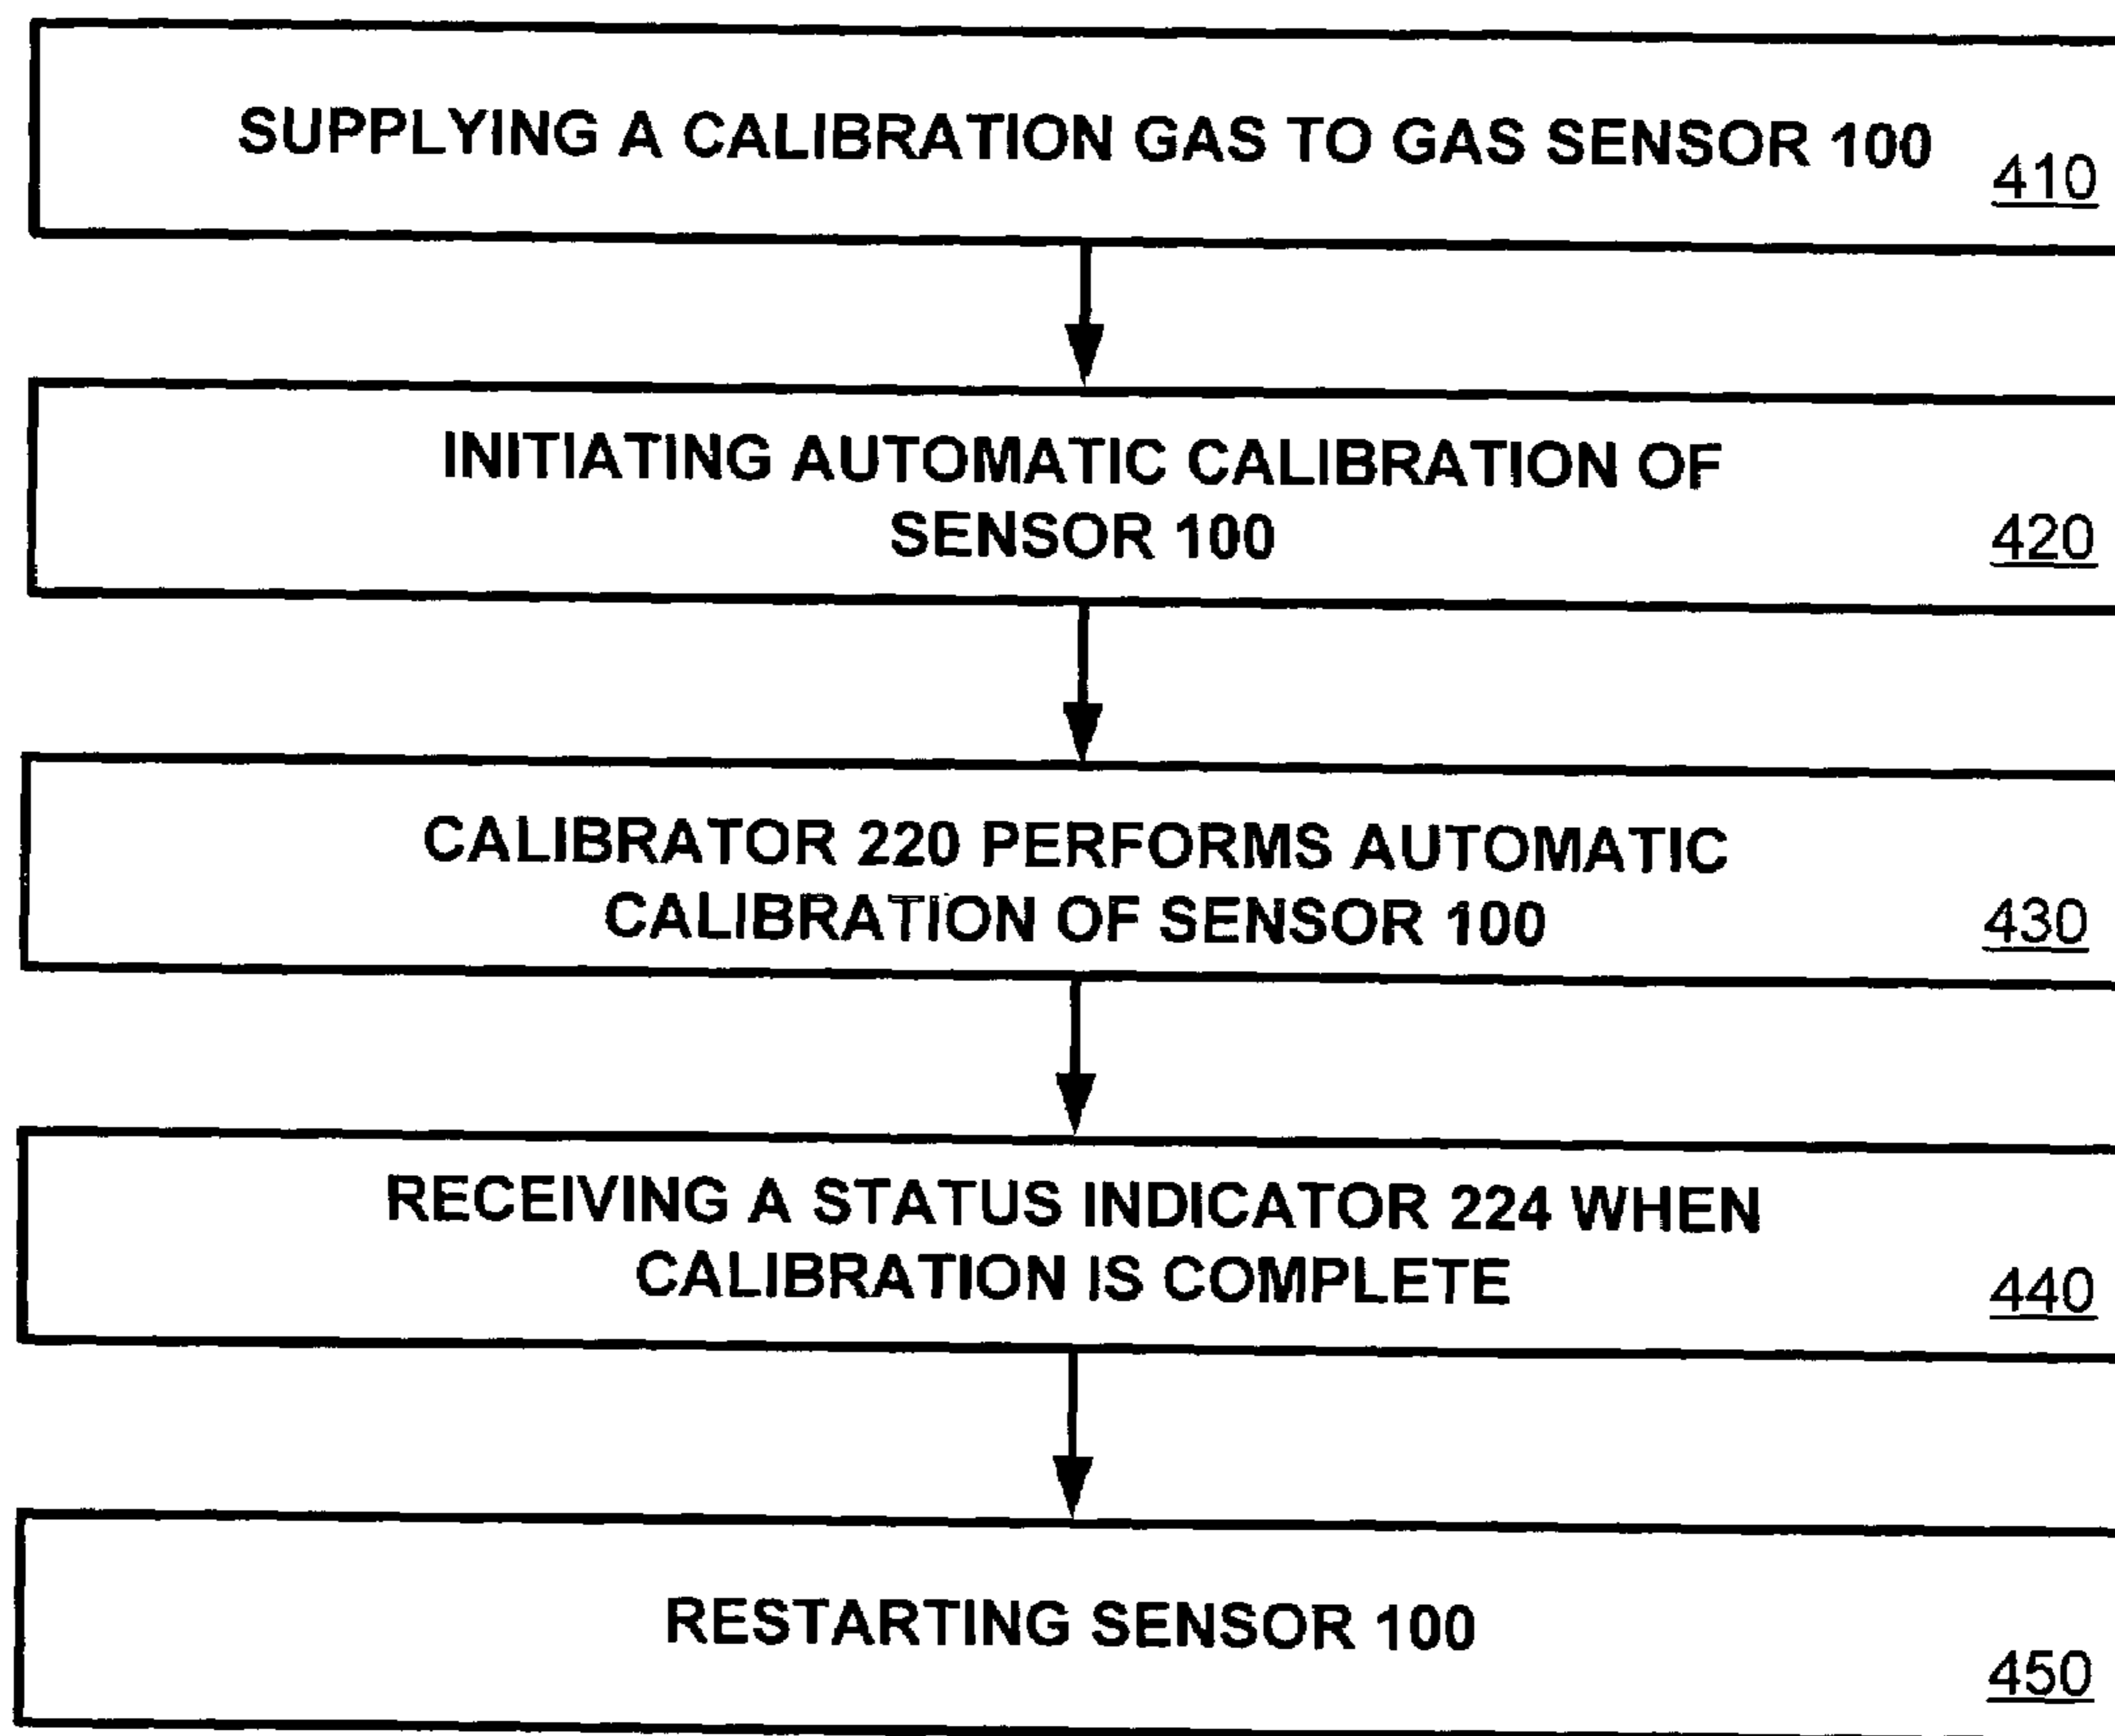 SUPPLYING A CALIBRATION GAS TO GAS SENSOR 100
410
INITIATING AUTOMATIC CALIBRATION OF
SENSOR 100
420
CALIBRATOR 220 PERFORMS AUTOMATIC
CALIBRATION OF SENSOR 100
430
RECEIVING A STATUS INDICATOR 224 WHEN
CALIBRATION IS COMPLETE
440
RESTARTING SENSOR 100
450